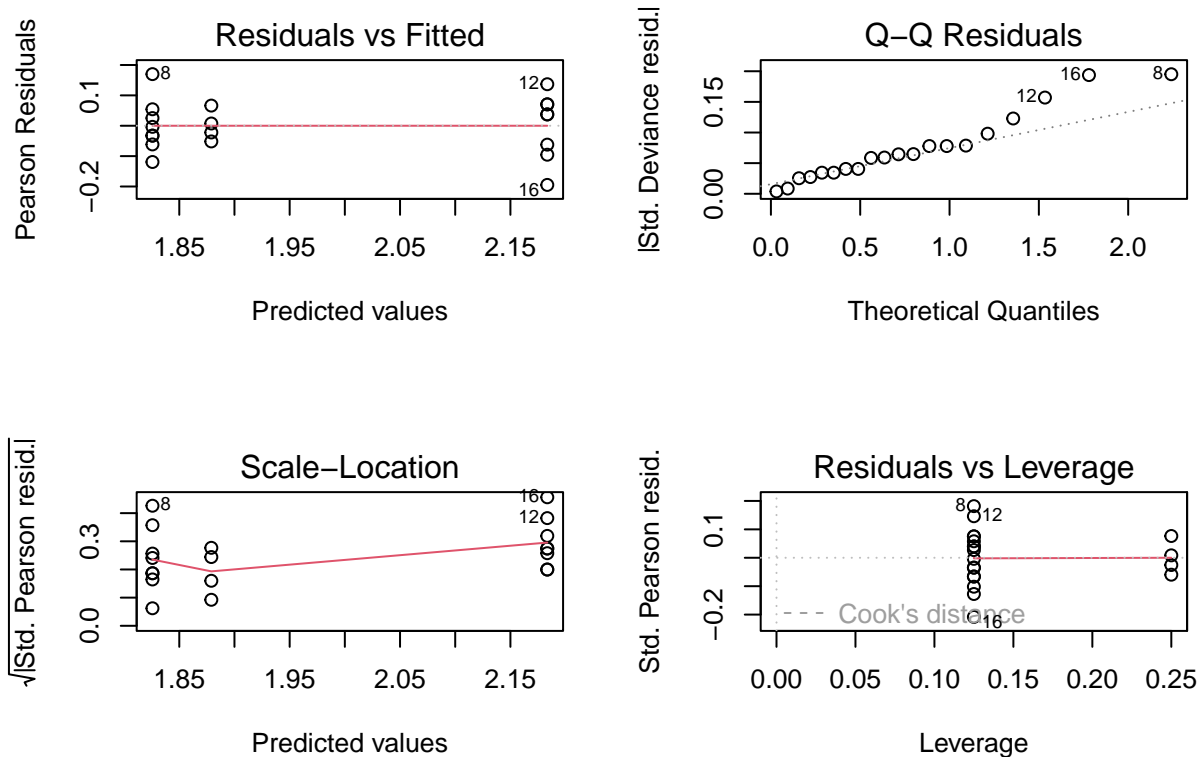 Residuals vs Fitted
Pearson Residuals
0.1
−0.2
8
12
16
1.85 1.95 2.05 2.15
Predicted values
Q−Q Residuals
|Std. Deviance resid.|
0.15
0.00
16
8
12
0.0 0.5 1.0 1.5 2.0
Theoretical Quantiles
Scale−Location
√|Std. Pearson resid.|
0.3
0.0
8
16
12
1.85 1.95 2.05 2.15
Predicted values
Residuals vs Leverage
Std. Pearson resid.
0.1
−0.2
8
12
Cook's distance
16
0.00 0.05 0.10 0.15 0.20 0.25
Leverage